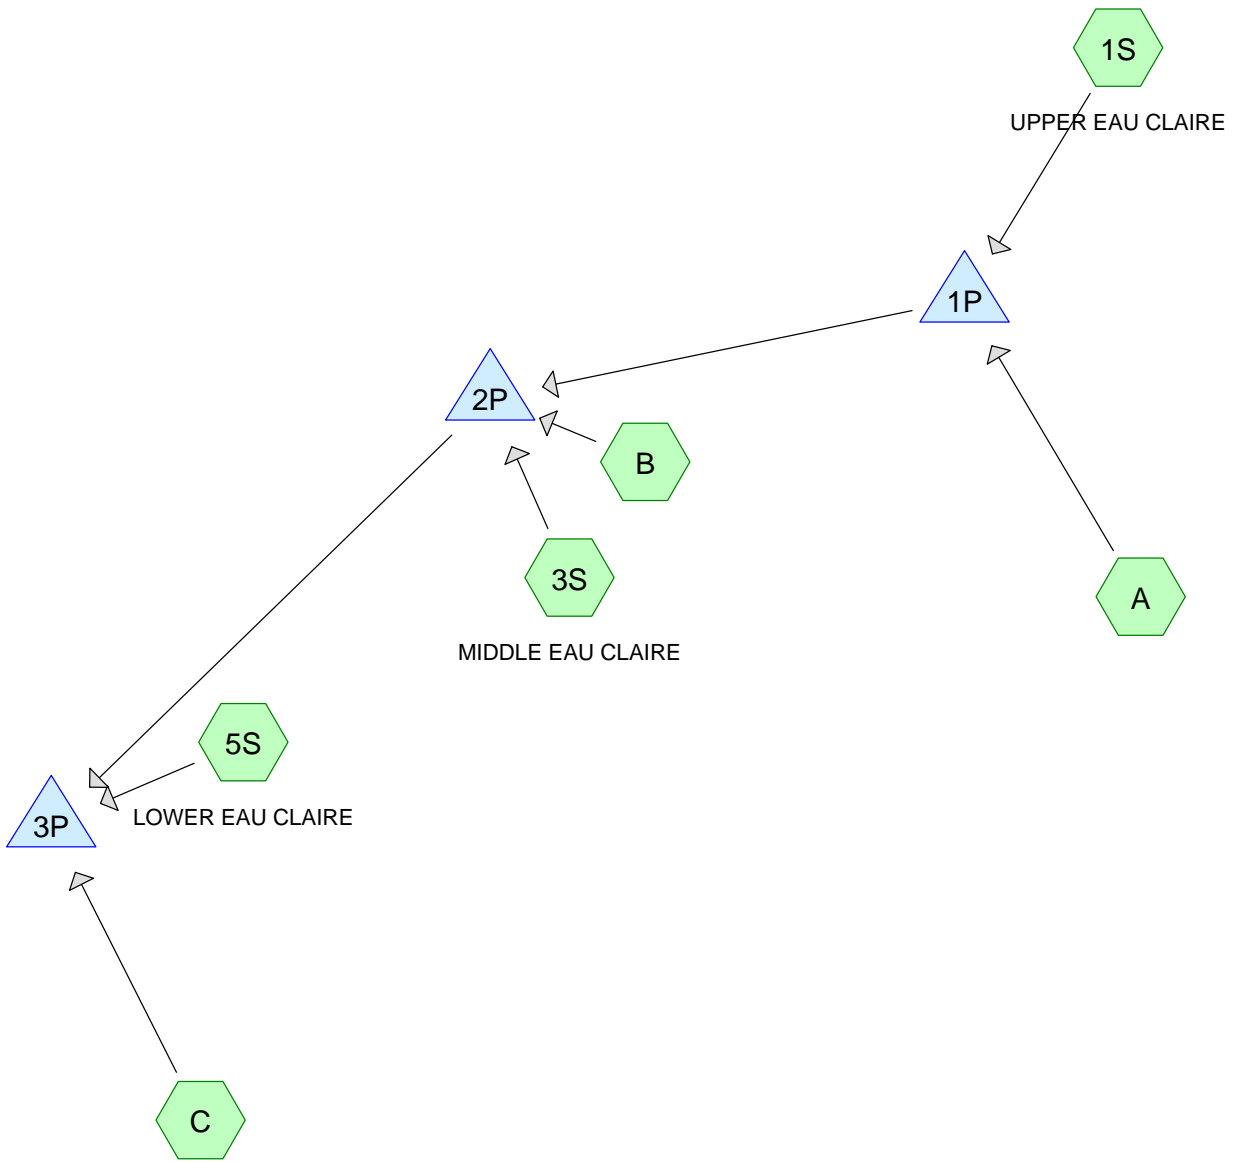 1S
UPPER EAU CLAIRE
1P
2P
B
3S
A
MIDDLE EAU CLAIRE
5S
LOWER EAU CLAIRE
3P
C